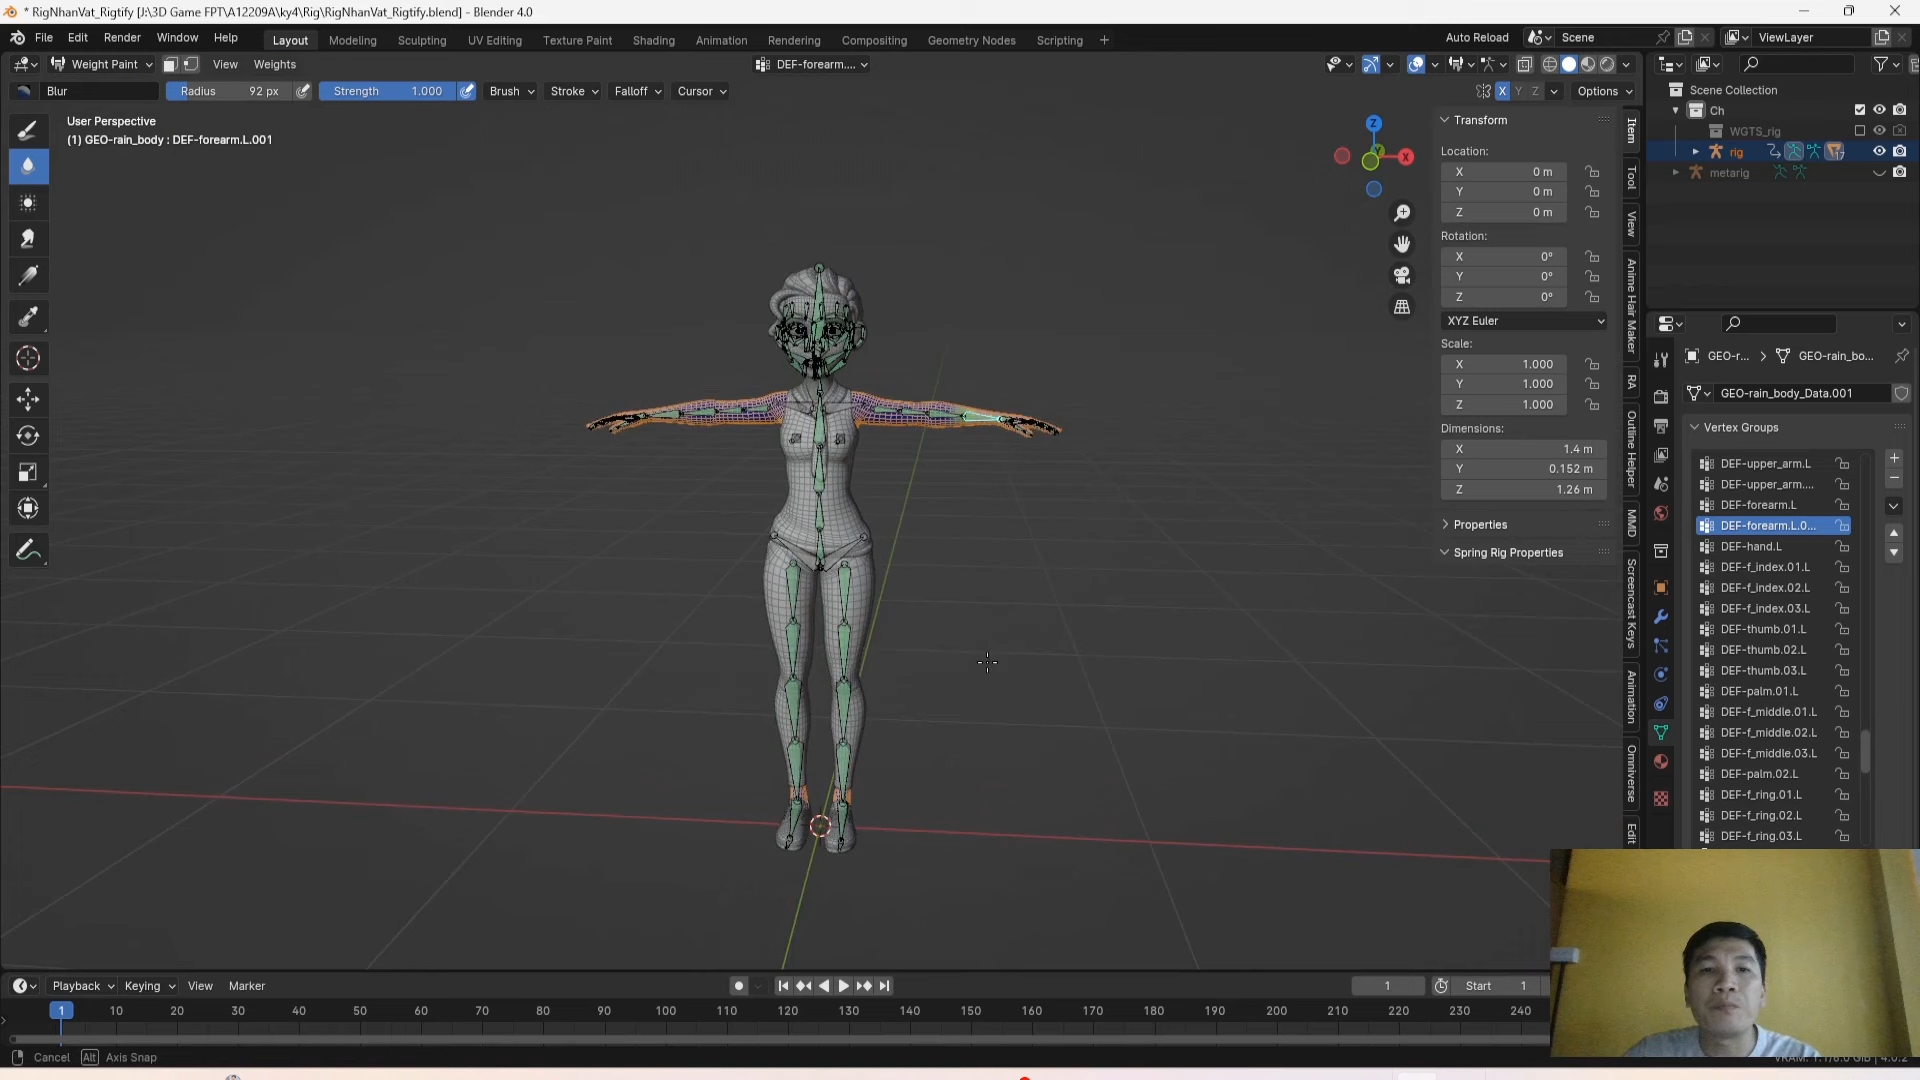 * RigNhanVat_Rigtify [J:\3D Game FPT\A12209A\ky4\Rig\RigNhanVat_Rigtify.blend] - Blender 4.0
File Edit Render Window Help Layout Modeling Sculpting UV Editing Texture Paint Shading Animation Rendering Compositing Geometry Nodes Scripting + Auto Reload Scene ViewLayer
Weight Paint View Weights DEF-forearm....
Blur Radius 92 px Strength 1.000 Brush Stroke Falloff Cursor X Y Z Options
Scene Collection
Ch
WGTS_rig
rig 17
metarig
User Perspective
(1) GEO-rain_body : DEF-forearm.L.001
Z
X
Transform
Location:
X 0 m
Y 0 m
Z 0 m
Rotation:
X 0°
Y 0°
Z 0°
XYZ Euler
Scale:
X 1.000
Y 1.000
Z 1.000
Dimensions:
X 1.4 m
Y 0.152 m
Z 1.26 m
Properties
Spring Rig Properties
Item
Tool
View
Anime Hair Maker
RA
Outline Helper
MMD
Screencast Keys
Animation
Omniverse
Edit
GEO-r... GEO-rain_bo...
GEO-rain_body_Data.001
Vertex Groups
DEF-upper_arm.L
DEF-upper_arm....
DEF-forearm.L
DEF-forearm.L.0...
DEF-hand.L
DEF-f_index.01.L
DEF-f_index.02.L
DEF-f_index.03.L
DEF-thumb.01.L
DEF-thumb.02.L
DEF-thumb.03.L
DEF-palm.01.L
DEF-f_middle.01.L
DEF-f_middle.02.L
DEF-f_middle.03.L
DEF-palm.02.L
DEF-f_ring.01.L
DEF-f_ring.02.L
DEF-f_ring.03.L
Playback Keying View Marker 1 Start 1
1 10 20 30 40 50 60 70 80 90 100 110 120 130 140 150 160 170 180 190 200 210 220 230 240
Cancel Alt Axis Snap